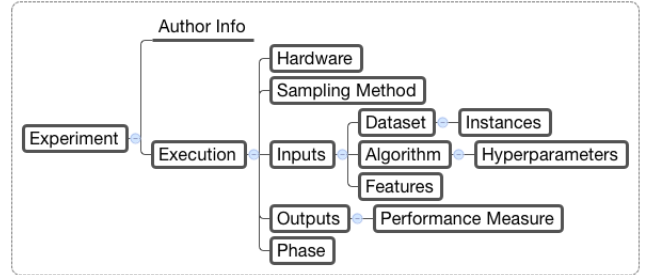 Author Info
Hardware
Sampling Method
Dataset
Instances
Experiment
Execution
Inputs
Algorithm
Hyperparameters
Features
Outputs
Performance Measure
Phase